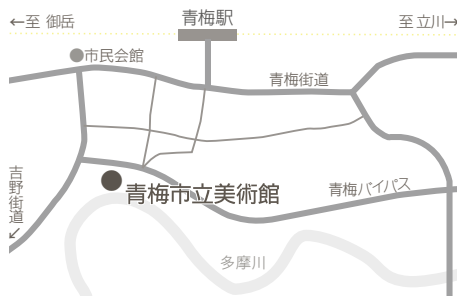 ←至 御岳
青梅駅
至 立川→
市民会館
青梅街道
吉野街道
↙
青梅市立美術館
青梅バイパス
多摩川